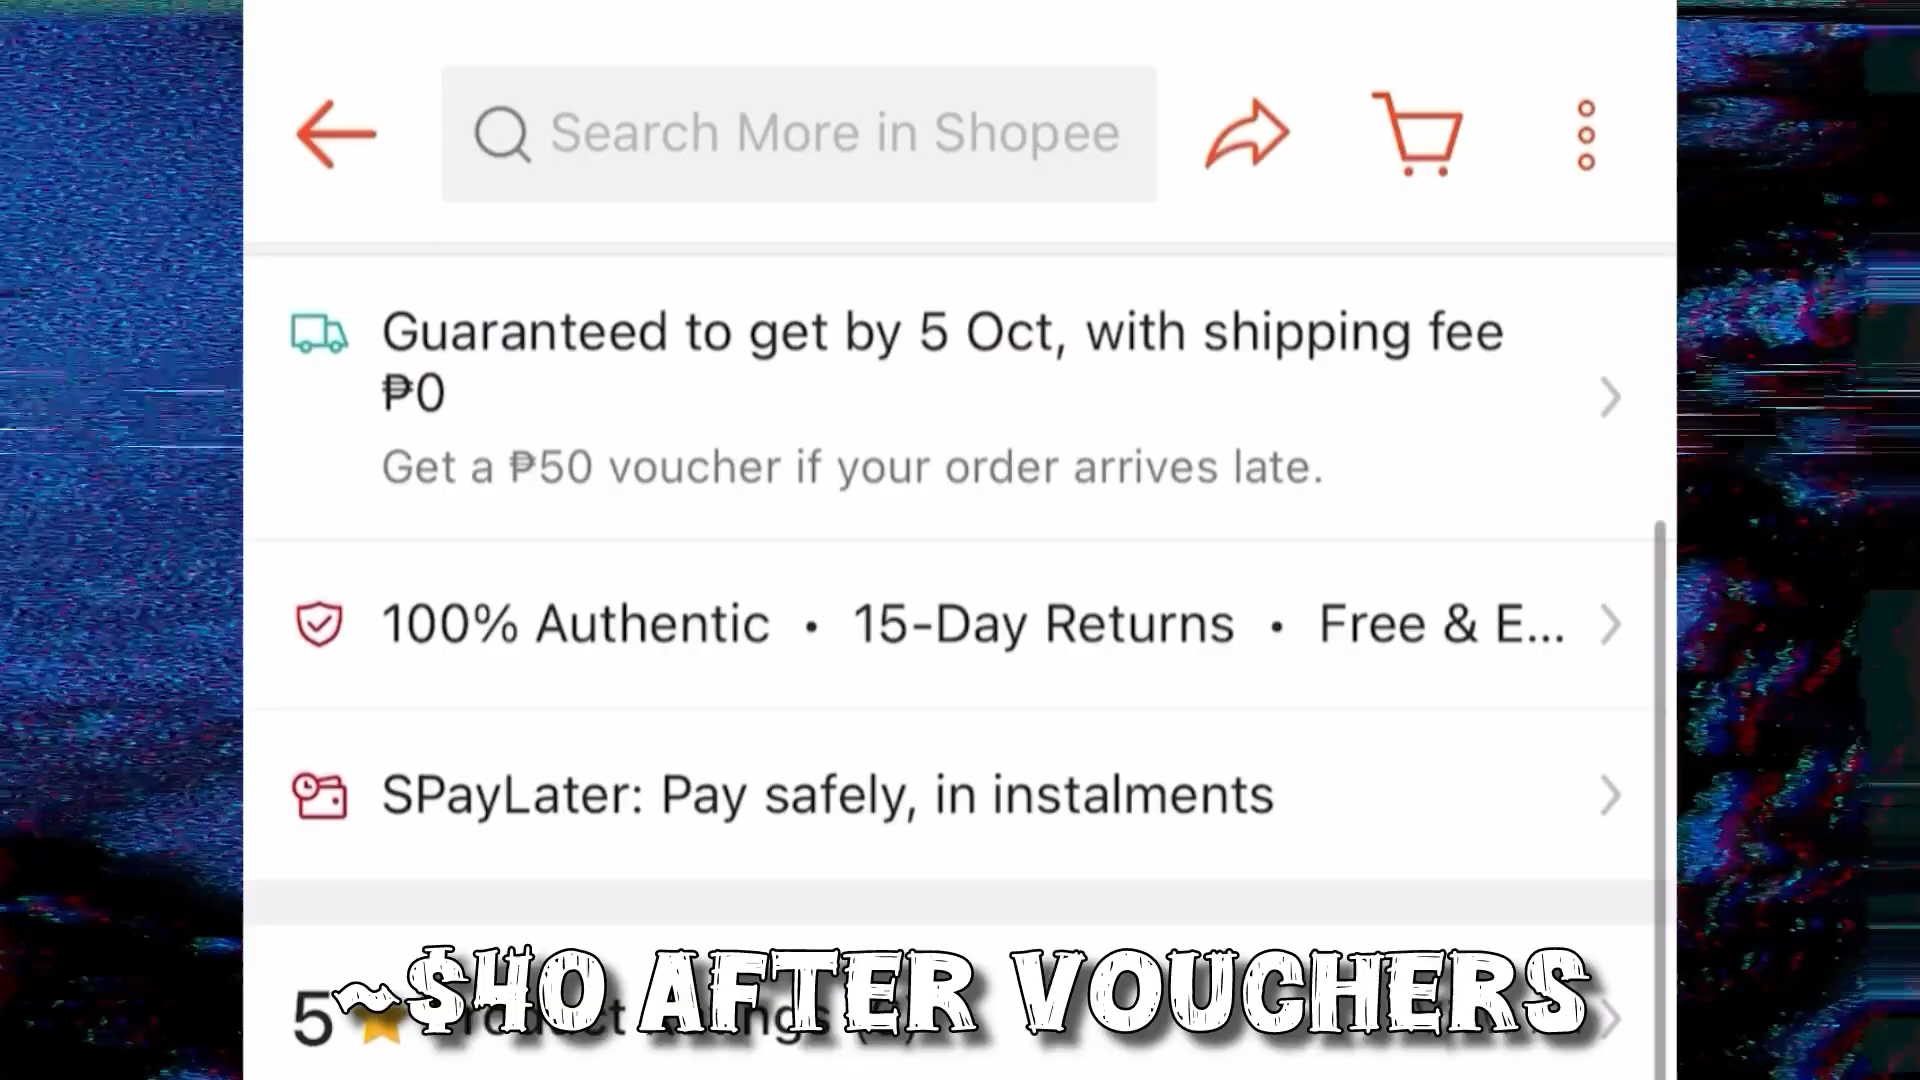 Search More in Shopee
Guaranteed to get by 5 Oct, with shipping fee
₱0
Get a ₱50 voucher if your order arrives late.
100% Authentic • 15-Day Returns • Free & E...
SPayLater: Pay safely, in instalments
~$40 AFTER VOUCHERS
5